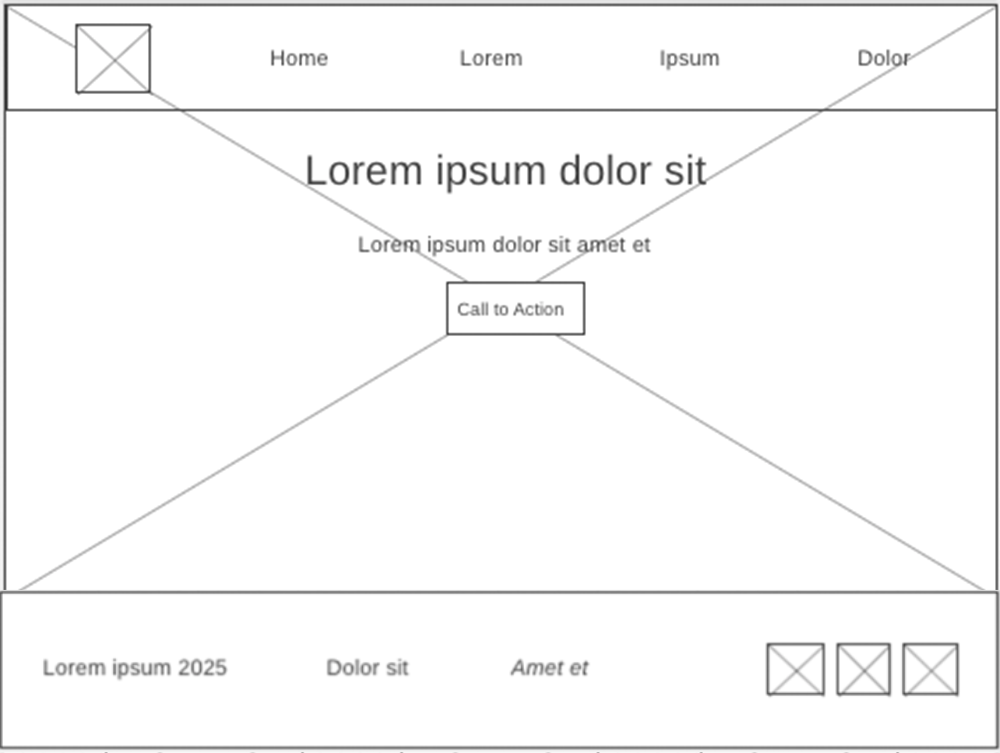 Home Lorem Ipsum Dolor
Lorem ipsum dolor sit
Lorem ipsum dolor sit amet et
Call to Action
Lorem ipsum 2025 Dolor sit Amet et